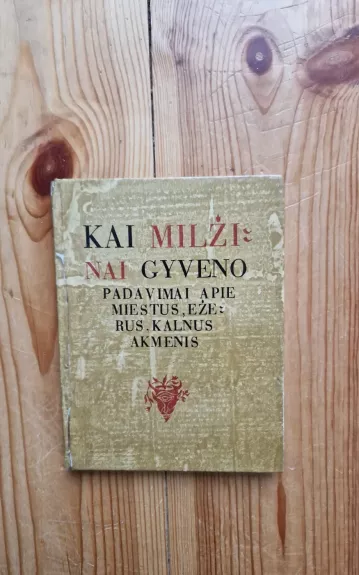 KAI MILŽI-
NAI GYVENO
PADAVIMAI APIE
MIESTUS, EŽE-
RUS, KALNUS
AKMENIS